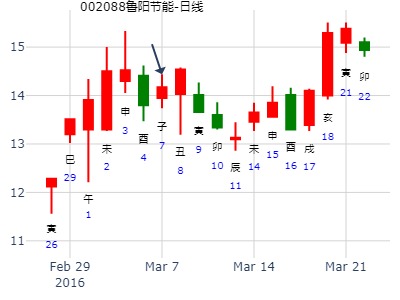 002088鲁阳节能-日线
15
14
13
12
11
寅
26
巳
29
午
1
未
2
申
3
酉
4
子
7
丑
8
寅
9
卯
10
辰
11
未
14
申
15
酉
16
戌
17
亥
18
寅
21
卯
22
Feb 29
2016
Mar 7
Mar 14
Mar 21